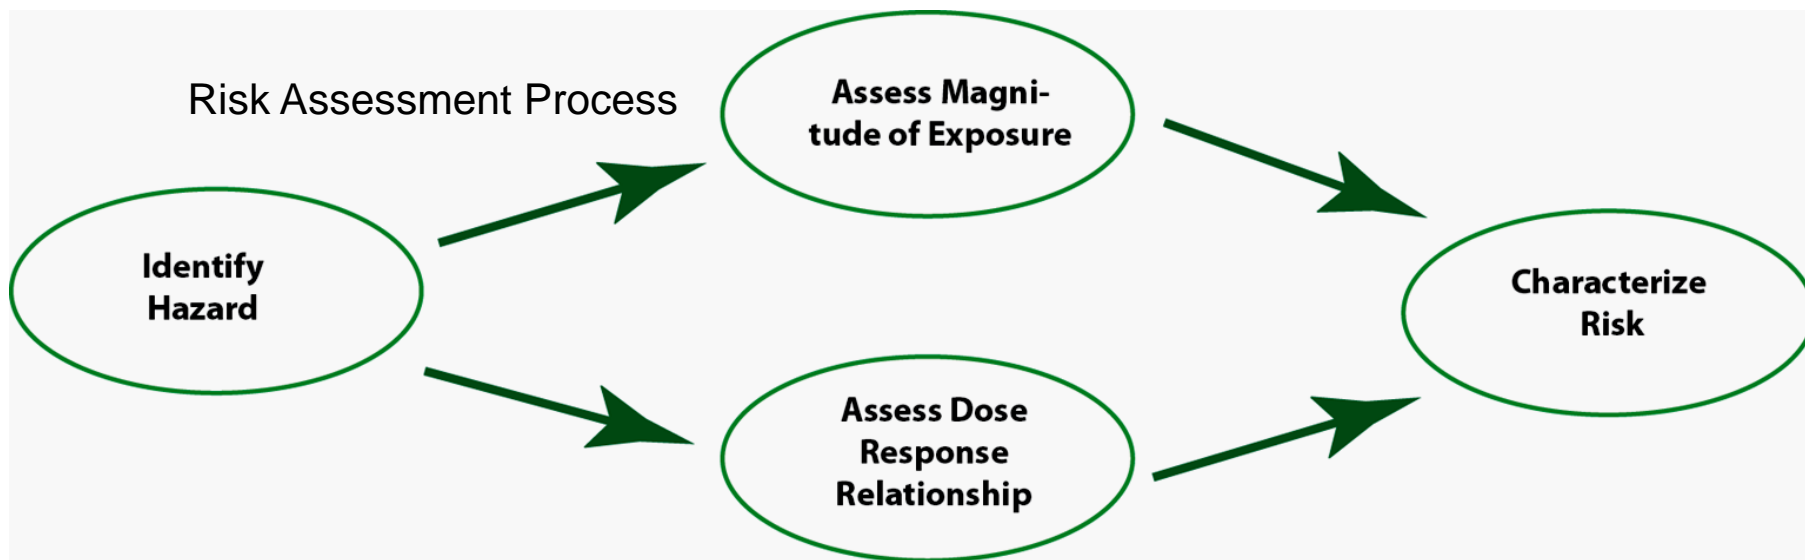 Risk Assessment Process
Assess Magni-
tude of Exposure
Identify
Hazard
Characterize
Risk
Assess Dose
Response
Relationship